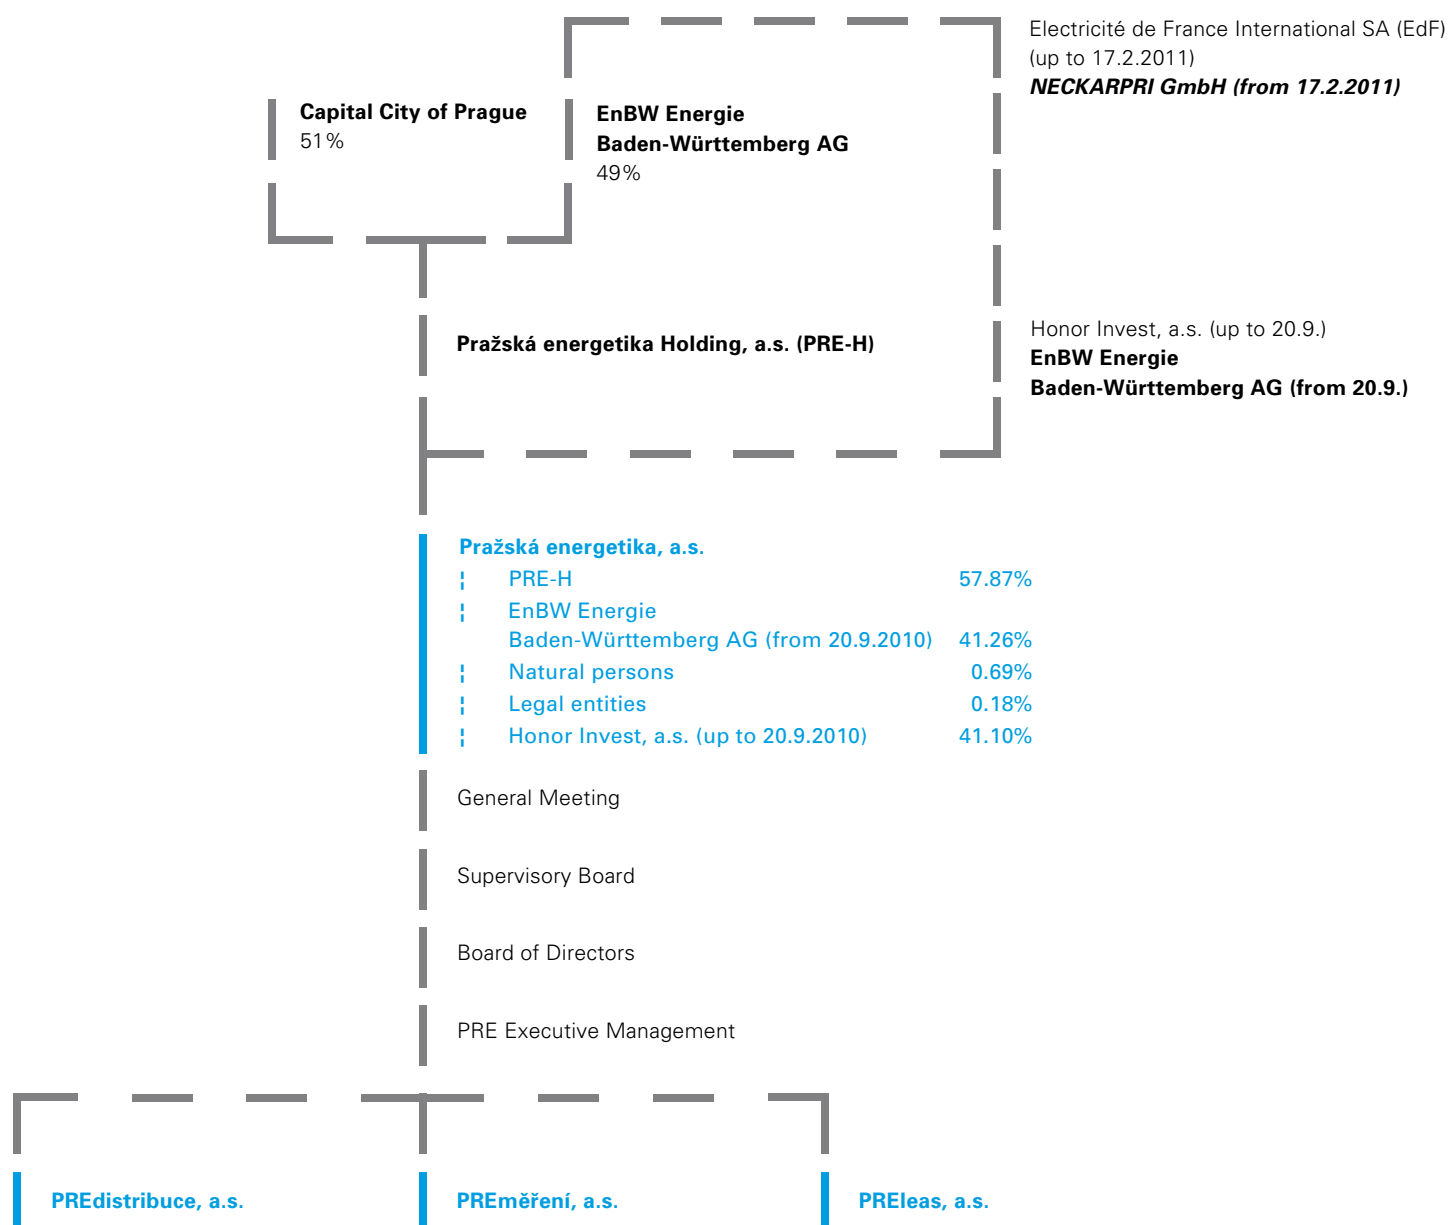 Electricité de France International SA (EdF)
(up to 17.2.2011)
NECKARPRI GmbH (from 17.2.2011)
Capital City of Prague
51%
EnBW Energie
Baden-Württemberg AG
49%
Pražská energetika Holding, a.s. (PRE-H)
Honor Invest, a.s. (up to 20.9.)
EnBW Energie
Baden-Württemberg AG (from 20.9.)
Pražská energetika, a.s.
¦ PRE-H 57.87%
¦ EnBW Energie
Baden-Württemberg AG (from 20.9.2010) 41.26%
¦ Natural persons 0.69%
¦ Legal entities 0.18%
¦ Honor Invest, a.s. (up to 20.9.2010) 41.10%
General Meeting
Supervisory Board
Board of Directors
PRE Executive Management
PREdistribuce, a.s. PREměření, a.s. PREleas, a.s.